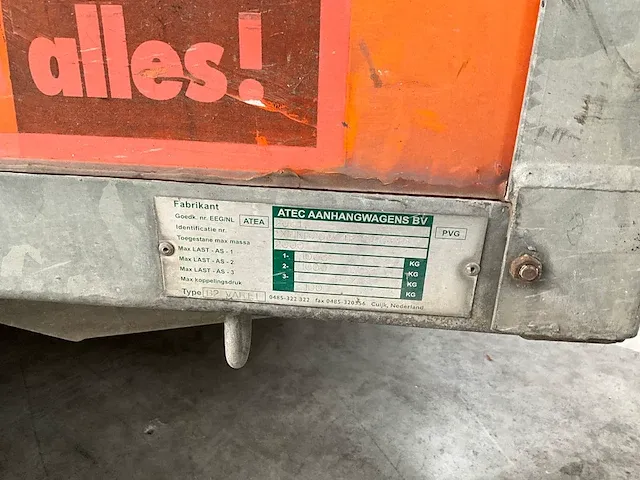 alles!
Fabrikant
ATEC AANHANGWAGENS BV
Goedk. nr. EEG/NL ATEA PVG
Identificatie nr.
Toegestane max massa
Max LAST - AS - 1 1- KG
Max LAST - AS - 2 2- KG
Max LAST - AS - 3 3- KG
Max koppelingsdruk KG
Type 0485-322 322 fax 0485-320356 Cuijk, Nederland